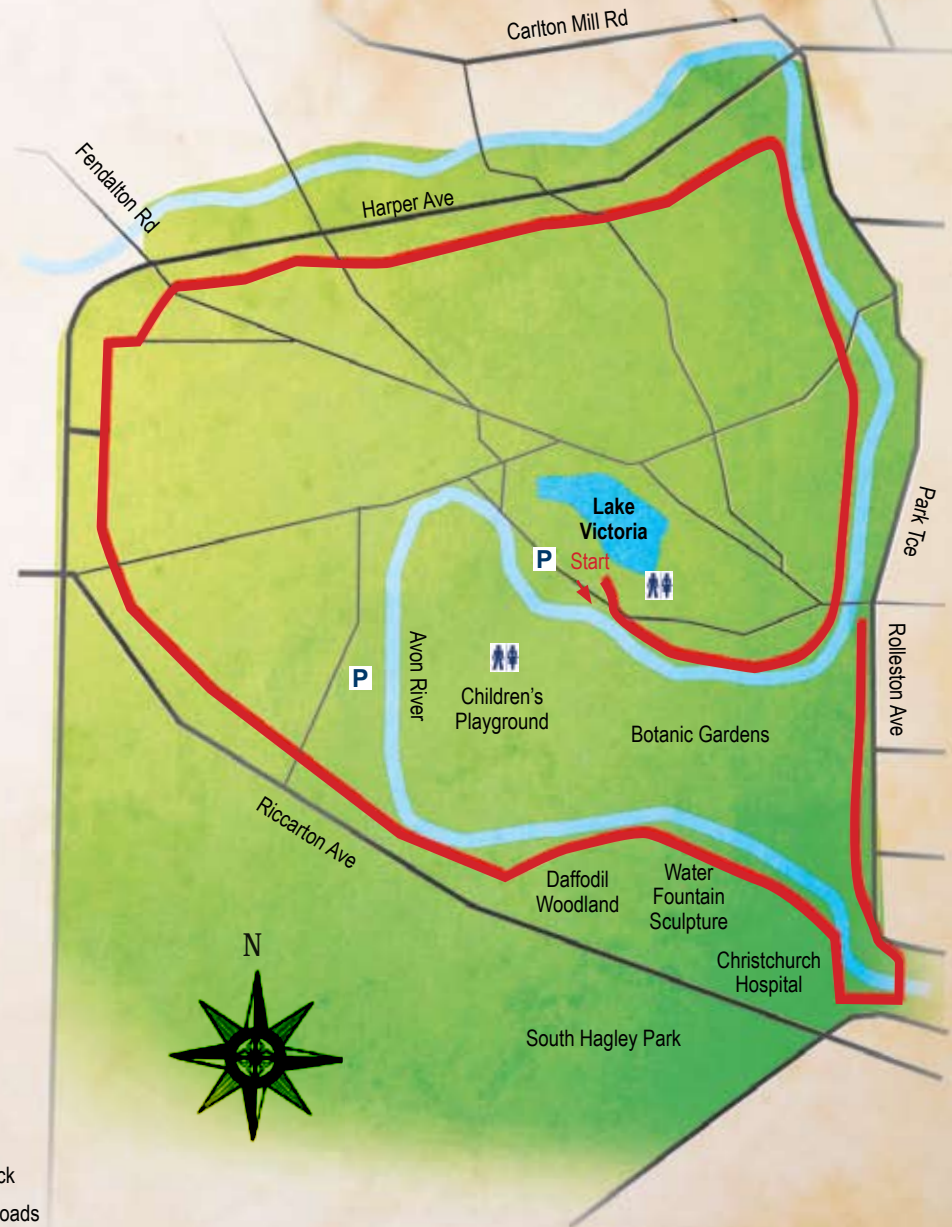 Carlton Mill Rd
Fendalton Rd
Harper Ave
Park Tce
Lake
Victoria
P
Start
Avon River
P
Children's
Playground
Botanic Gardens
Rolleston Ave
Riccarton Ave
Daffodil
Woodland
Water
Fountain
Sculpture
Christchurch
Hospital
N
South Hagley Park
ck
oads